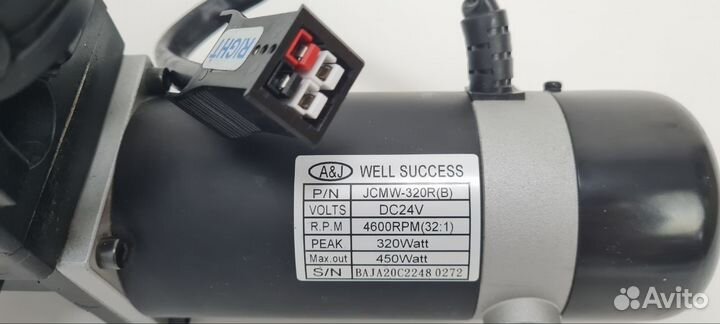 RIGHT
A&J WELL SUCCESS
P/N JCMW-320R(B)
VOLTS DC24V
R.P.M 4600RPM(32:1)
PEAK 320Watt
Max.out 450Watt
S/N BAJA20C2248 0272
Avito